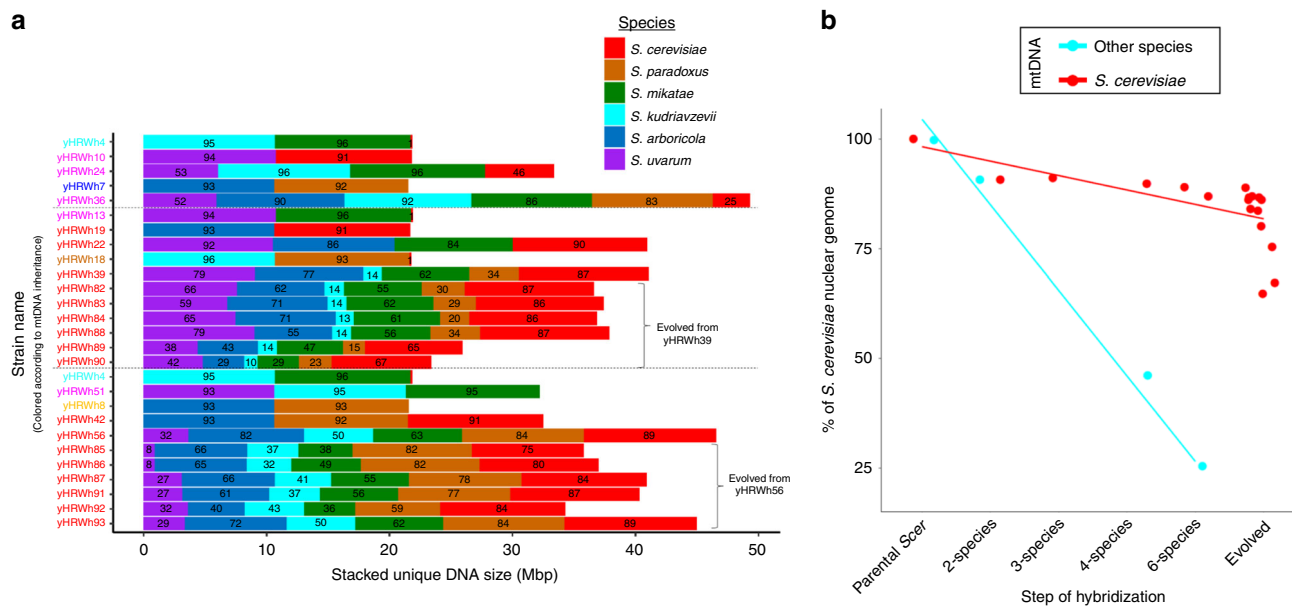 a
Species
S. cerevisiae
S. paradoxus
S. mikatae
S. kudriavzevii
S. arboricola
S. uvarum
Strain name
(Colored according to mtDNA inheritance)
yHRWh4 95 96 1
yHRWh10 94 91
yHRWh24 53 96 96 46
yHRWh7 93 92
yHRWh36 52 90 92 86 83 25
yHRWh13 94 96 1
yHRWh19 93 91
yHRWh22 92 86 84 90
yHRWh18 96 93 1
yHRWh39 79 77 14 62 34 87
yHRWh82 66 62 14 55 30 87
yHRWh83 59 71 14 62 29 86
yHRWh84 65 71 13 61 20 86
yHRWh88 79 55 14 56 34 87
yHRWh89 38 43 14 47 15 65
yHRWh90 42 29 10 29 23 67
Evolved from
yHRWh39
yHRWh4 95 96 1
yHRWh51 93 95 95
yHRWh8 93 93
yHRWh42 93 92 91
yHRWh56 32 82 50 63 84 89
yHRWh85 8 66 37 38 82 75
yHRWh86 8 65 32 49 82 80
yHRWh87 27 66 41 55 78 84
yHRWh91 27 61 37 56 77 87
yHRWh92 32 40 43 36 59 84
yHRWh93 29 72 50 62 84 89
Evolved from
yHRWh56
0 10 20 30 40 50
Stacked unique DNA size (Mbp)
b
mtDNA
Other species
S. cerevisiae
% of S. cerevisiae nuclear genome
100
75
50
25
Parental Scer
2-species
3-species
4-species
6-species
Evolved
Step of hybridization